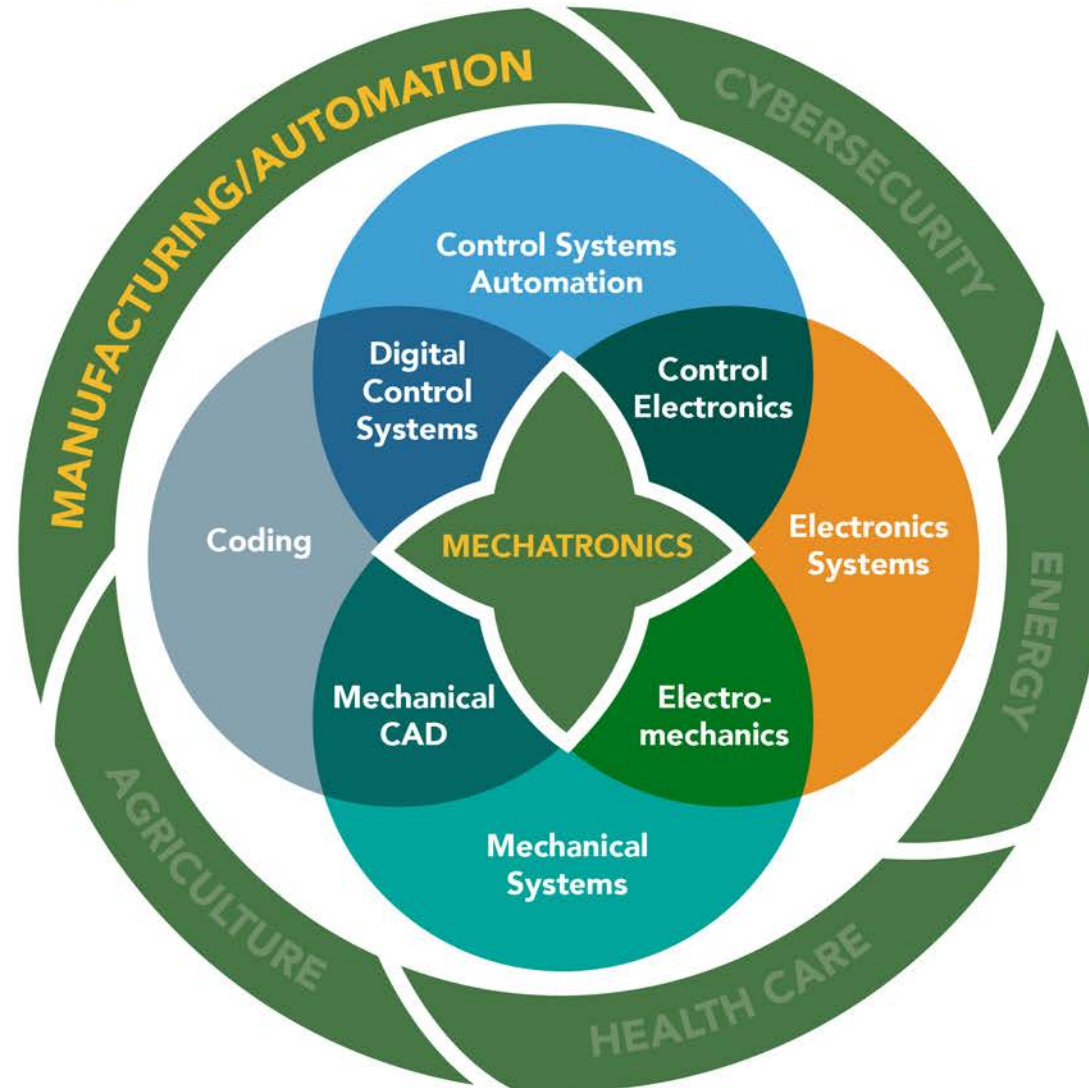 MANUFACTURING/AUTOMATION
CYBERSECURITY
ENERGY
HEALTH CARE
AGRICULTURE
Control Systems
Automation
Digital
Control
Systems
Control
Electronics
Coding
MECHATRONICS
Electronics
Systems
Mechanical
CAD
Electro-
mechanics
Mechanical
Systems